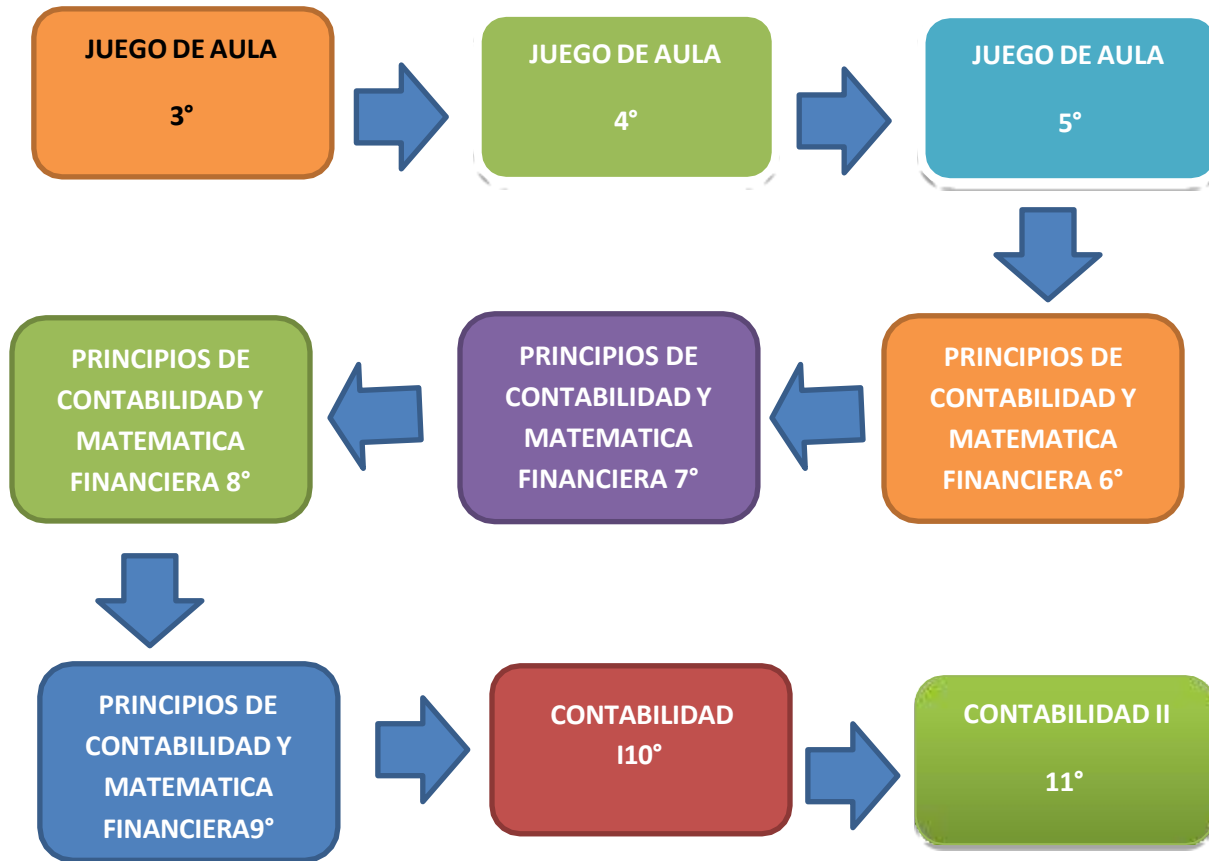 JUEGO DE AULA
3°
JUEGO DE AULA
4°
JUEGO DE AULA
5°
PRINCIPIOS DE
CONTABILIDAD Y
MATEMATICA
FINANCIERA 6°
PRINCIPIOS DE
CONTABILIDAD Y
MATEMATICA
FINANCIERA 7°
PRINCIPIOS DE
CONTABILIDAD Y
MATEMATICA
FINANCIERA 8°
PRINCIPIOS DE
CONTABILIDAD Y
MATEMATICA
FINANCIERA9°
CONTABILIDAD
I10°
CONTABILIDAD II
11°